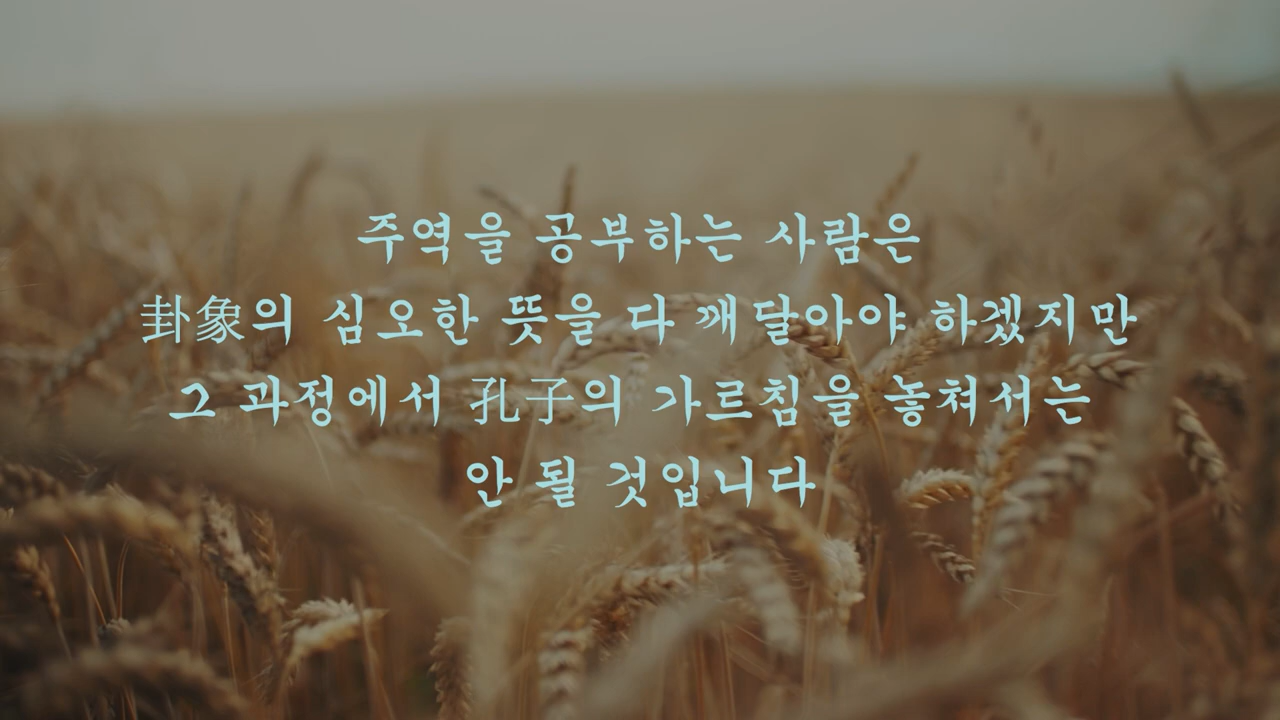 주역을 공부하는 사람은
卦象의 심오한 뜻을 다 깨달아야 하겠지만
그 과정에서 孔子의 가르침을 놓쳐서는
안 될 것입니다